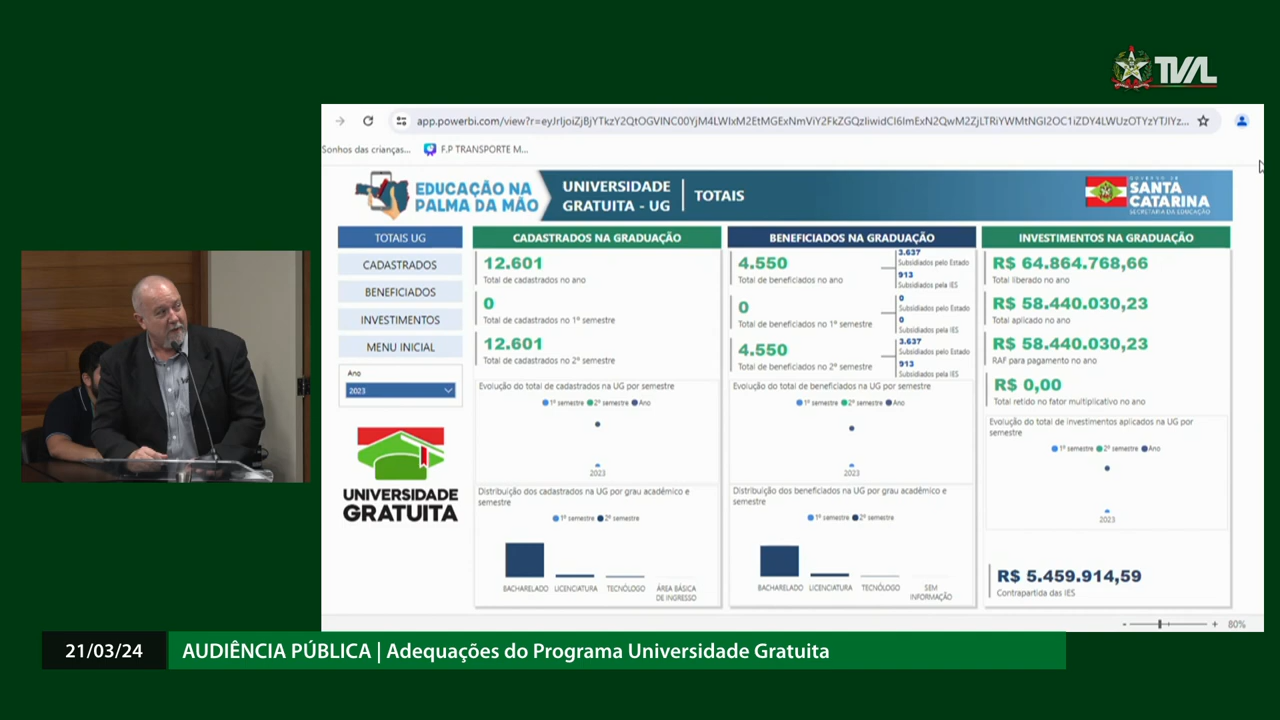 TVAL
app.powerbi.com/view?r=
Sonhos das crianças...
F.P TRANSPORTE M...
EDUCAÇÃO NA
PALMA DA MÃO
UNIVERSIDADE
GRATUITA - UG
TOTAIS
GOVERNO DE
SANTA
CATARINA
SECRETARIA DA EDUCAÇÃO
TOTAIS UG
CADASTRADOS
BENEFICIADOS
INVESTIMENTOS
MENU INICIAL
Ano
2023
UNIVERSIDADE
GRATUITA
CADASTRADOS NA GRADUAÇÃO
12.601
Total de cadastrados no ano
0
Total de cadastrados no 1º semestre
12.601
Total de cadastrados no 2º semestre
Evolução do total de cadastrados na UG por semestre
1º semestre 2º semestre Ano
2023
Distribuição dos cadastrados na UG por grau acadêmico e
semestre
1º semestre 2º semestre
BACHARELADO LICENCIATURA TECNÓLOGO ÁREA BÁSICA
DE INGRESSO
BENEFICIADOS NA GRADUAÇÃO
4.550
Total de beneficiados no ano
3.637
Subsidiados pelo Estado
913
Subsidiados pela IES
0
Total de beneficiados no 1º semestre
0
Subsidiados pelo Estado
0
Subsidiados pela IES
4.550
Total de beneficiados no 2º semestre
3.637
Subsidiados pelo Estado
913
Subsidiados pela IES
Evolução do total de beneficiados na UG por semestre
1º semestre 2º semestre Ano
2023
Distribuição dos beneficiados na UG por grau acadêmico e
semestre
1º semestre 2º semestre
BACHARELADO LICENCIATURA TECNÓLOGO SEM
INFORMAÇÃO
INVESTIMENTOS NA GRADUAÇÃO
R$ 64.864.768,66
Total liberado no ano
R$ 58.440.030,23
Total aplicado no ano
R$ 58.440.030,23
RAF para pagamento no ano
R$ 0,00
Total retido no fator multiplicativo no ano
Evolução do total de investimentos aplicados na UG por
semestre
1º semestre 2º semestre Ano
2023
R$ 5.459.914,59
Contrapartida das IES
- + 80%
21/03/24
AUDIÊNCIA PÚBLICA | Adequações do Programa Universidade Gratuita